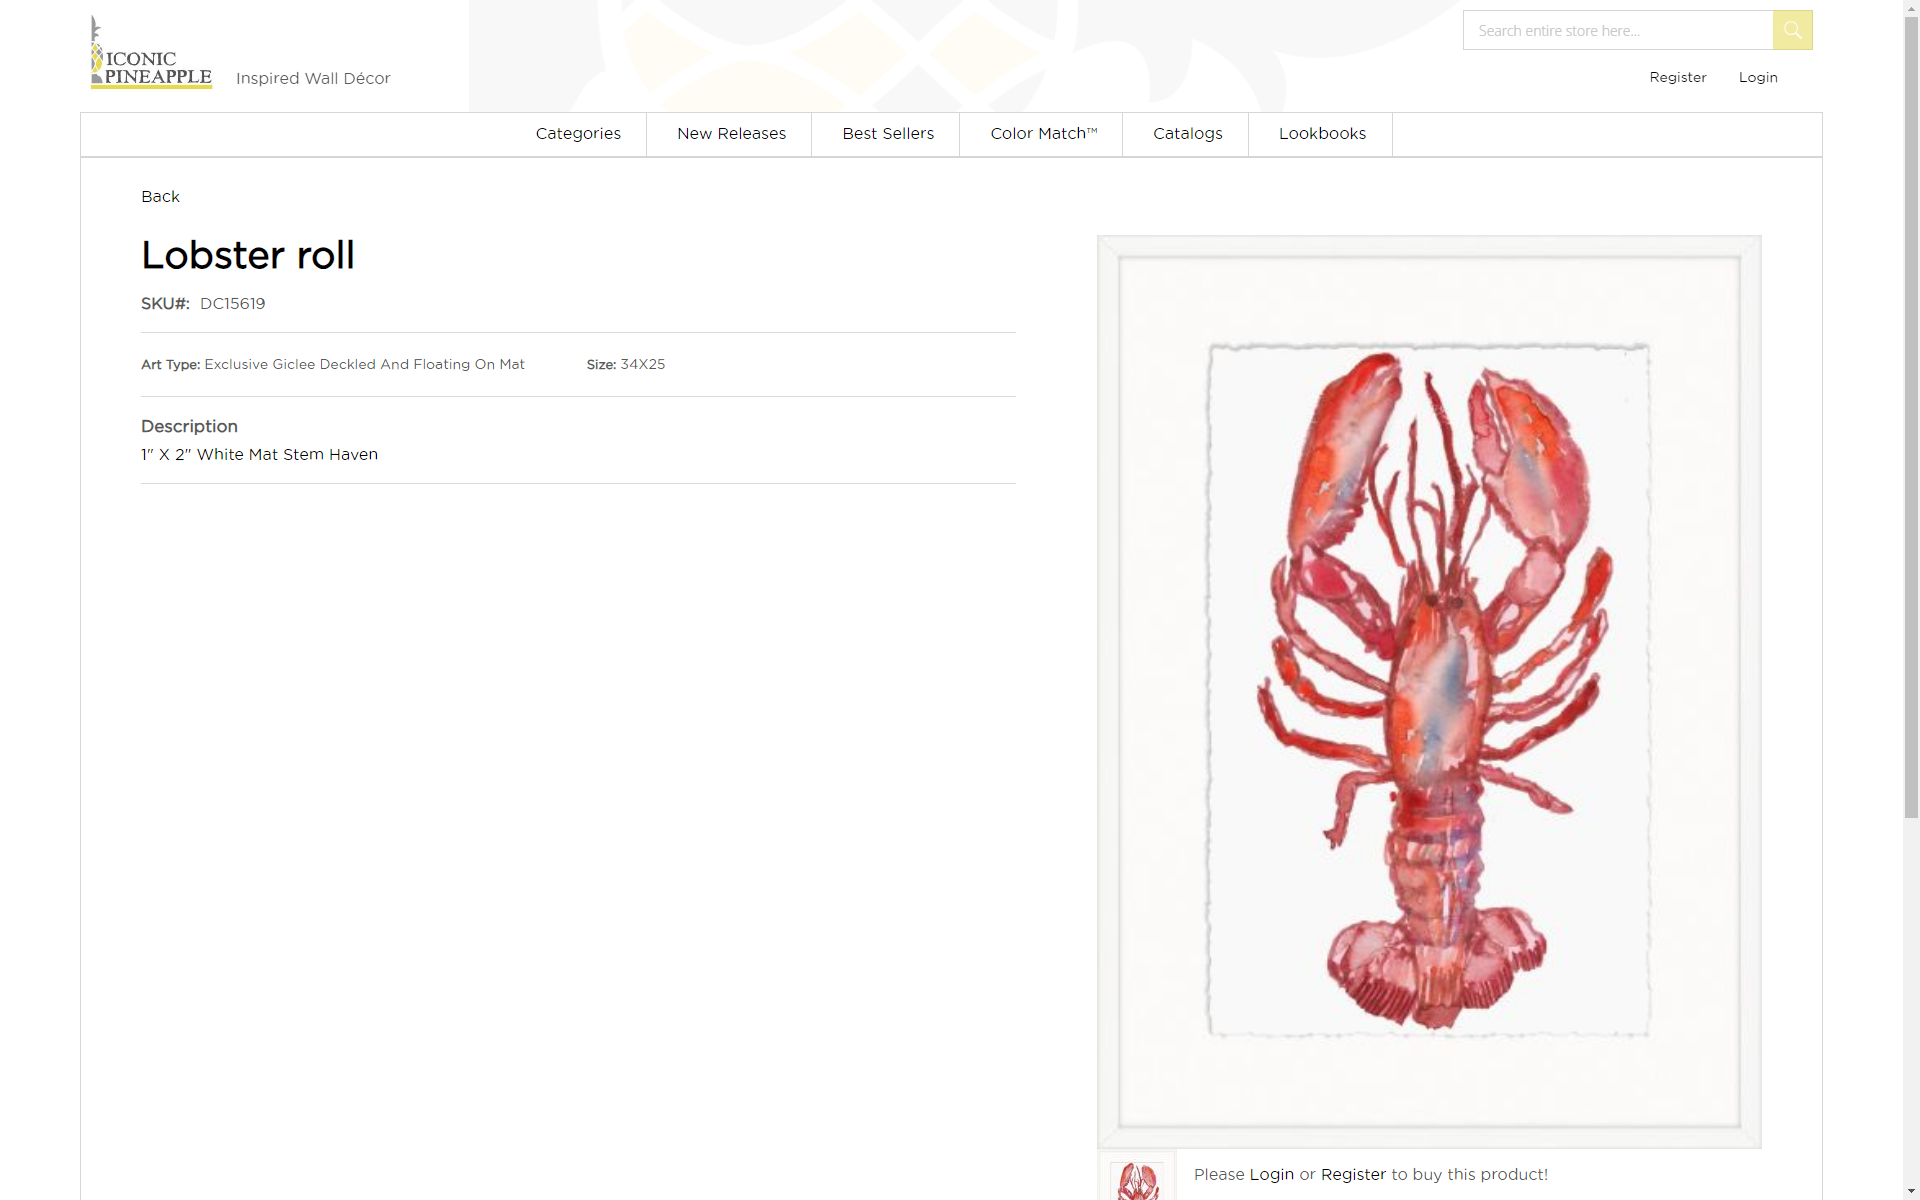 ICONIC
PINEAPPLE
Inspired Wall Décor
Search entire store here...
Register
Login
Categories
New Releases
Best Sellers
Color Match™
Catalogs
Lookbooks
Back
Lobster roll
SKU#: DC15619
Art Type: Exclusive Giclee Deckled And Floating On Mat
Size: 34X25
Description
1" X 2" White Mat Stem Haven
Please Login or Register to buy this product!